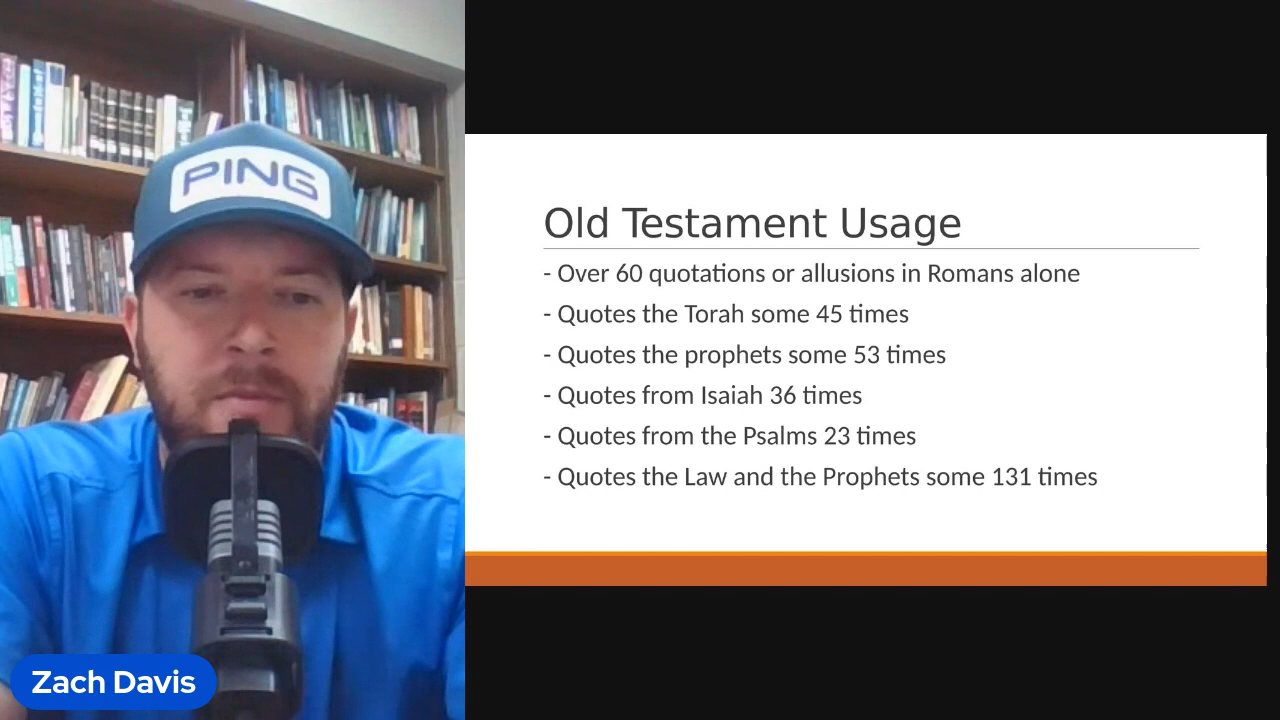 PING
Old Testament Usage
- Over 60 quotations or allusions in Romans alone
- Quotes the Torah some 45 times
- Quotes the prophets some 53 times
- Quotes from Isaiah 36 times
- Quotes from the Psalms 23 times
- Quotes the Law and the Prophets some 131 times
Zach Davis